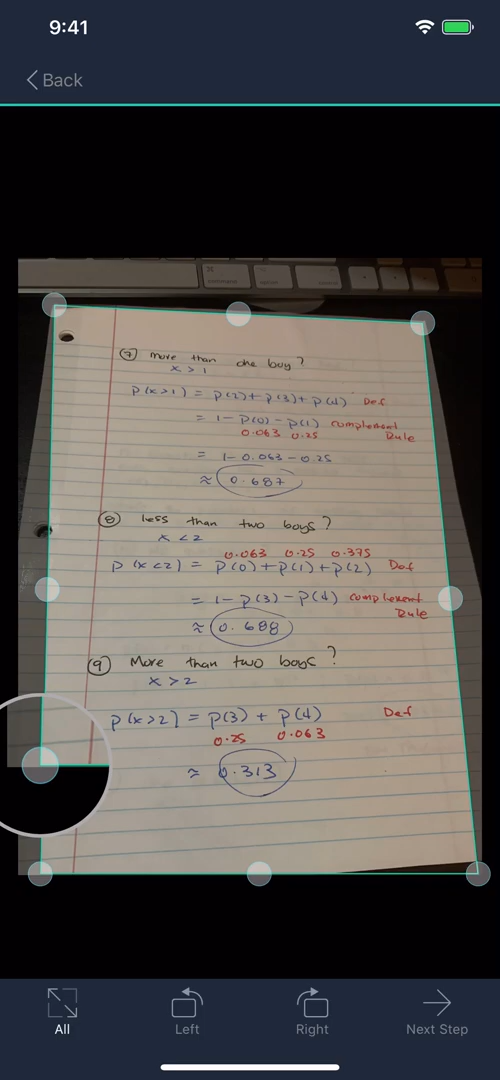 9:41
Back
command option control
7 More than one boy?
x > 1
P(x>1) = P(2) + P(3) + P(4) Def
= 1 - P(0) - P(1) complement
0.063 0.25 Rule
= 1 - 0.063 - 0.25
≈ 0.687
8 less than two boys?
x < 2
0.063 0.25 0.375
P(x<2) = P(0) + P(1) + P(2) Def
= 1 - P(3) - P(4) complement
Rule
≈ 0.688
9 More than two boys?
x > 2
P(x>2) = P(3) + P(4) Def
0.25 0.063
≈ 0.313
All Left Right Next Step